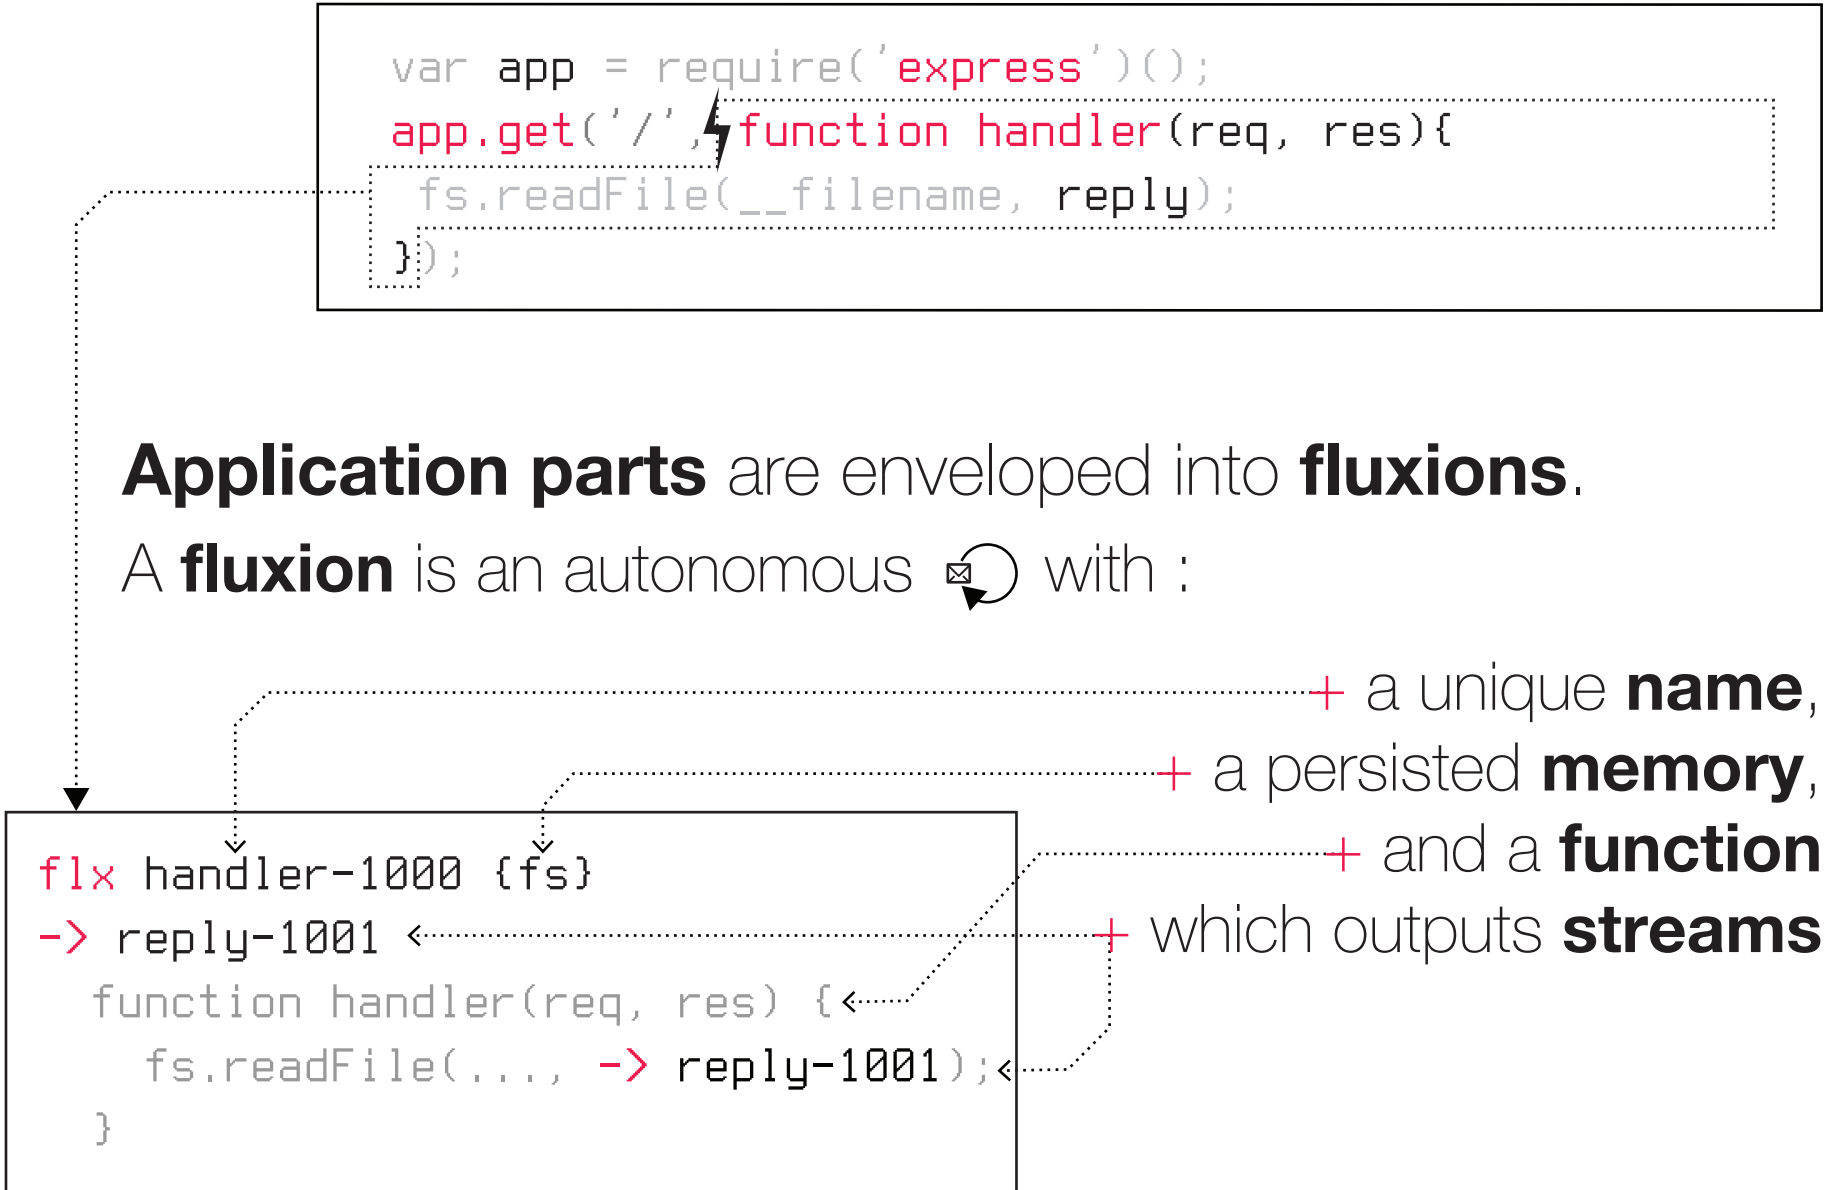 var app = require('express')();
app.get('/', function handler(req, res){
fs.readFile(__filename, reply);
});
Application parts are enveloped into fluxions.
A fluxion is an autonomous with :
+ a unique name,
+ a persisted memory,
+ and a function
+ which outputs streams
flx handler-1000 {fs}
-> reply-1001
function handler(req, res) {
fs.readFile(..., -> reply-1001);
}